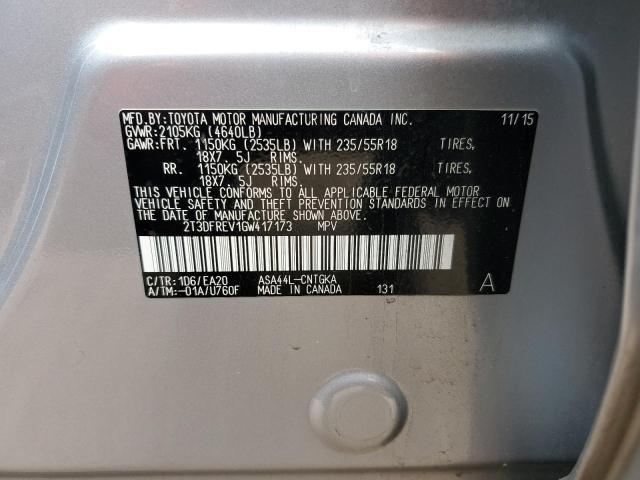 MFD.BY:TOYOTA MOTOR MANUFACTURING CANADA INC. 11/15
GVWR:2105KG (4640LB)
GAWR:FRT. 1150KG (2535LB) WITH 235/55R18 TIRES,
18X7. 5J RIMS.
RR. 1150KG (2535LB) WITH 235/55R18 TIRES,
18X7. 5J RIMS.
THIS VEHICLE CONFORMS TO ALL APPLICABLE FEDERAL MOTOR
VEHICLE SAFETY AND THEFT PREVENTION STANDARDS IN EFFECT
ON THE DATE OF MANUFACTURE SHOWN ABOVE.
2T3DFREV1GW417173 MPV
C/TR:1D6/EA20 ASA44L-CNTGKA
A/TM:-01A/U760F MADE IN CANADA 131 A